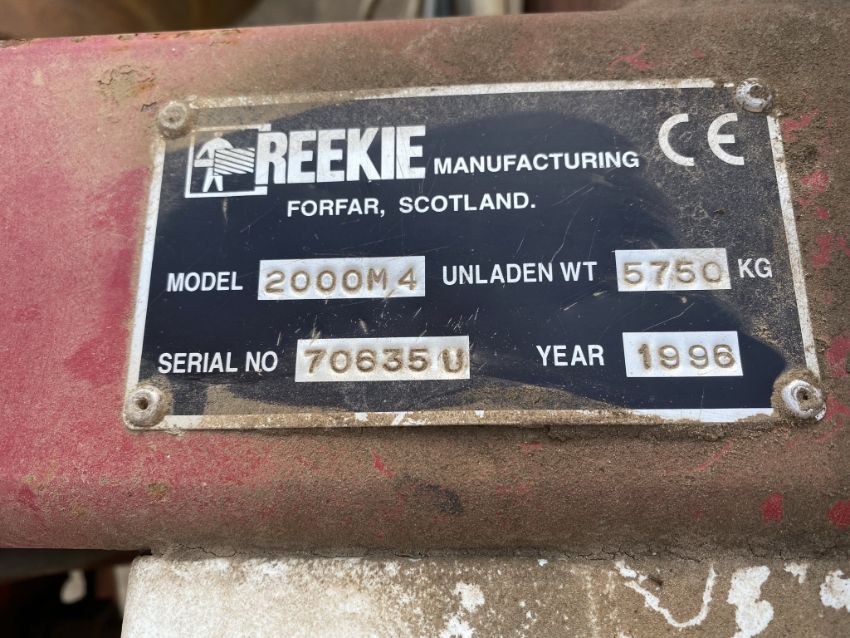 REEKIE MANUFACTURING CE
FORFAR, SCOTLAND.
MODEL 2000M4 UNLADEN WT 5750 KG
SERIAL NO 70635U YEAR 1996